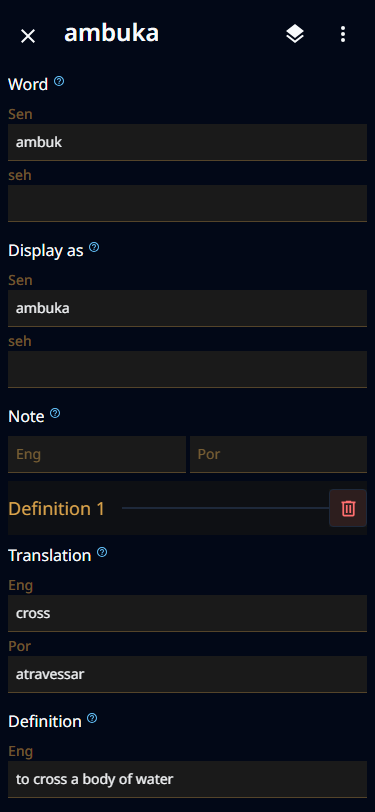 ambuka
Word
Sen
ambuk
seh
Display as
Sen
ambuka
seh
Note
Eng Por
Definition 1
Translation
Eng
cross
Por
atravessar
Definition
Eng
to cross a body of water